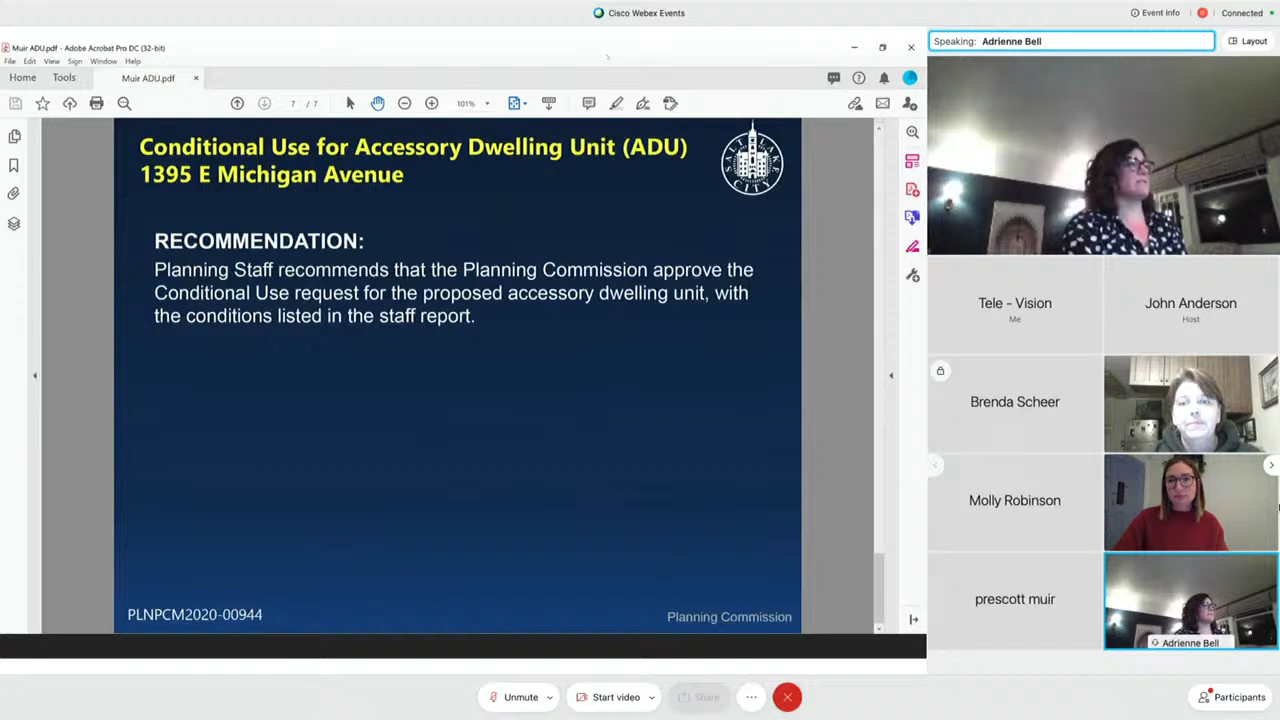 Cisco Webex Events
Event Info
Connected
Muir ADU.pdf - Adobe Acrobat Pro DC (32-bit)
File Edit View Sign Window Help
Home Tools Muir ADU.pdf ×
7 / 7
101%
Speaking: Adrienne Bell
Layout
Conditional Use for Accessory Dwelling Unit (ADU)
1395 E Michigan Avenue
SALT LAKE CITY
RECOMMENDATION:
Planning Staff recommends that the Planning Commission approve the
Conditional Use request for the proposed accessory dwelling unit, with
the conditions listed in the staff report.
PLNPCM2020-00944
Planning Commission
Tele - Vision
Me
John Anderson
Host
Brenda Scheer
Molly Robinson
prescott muir
Adrienne Bell
Unmute
Start video
Share
Participants